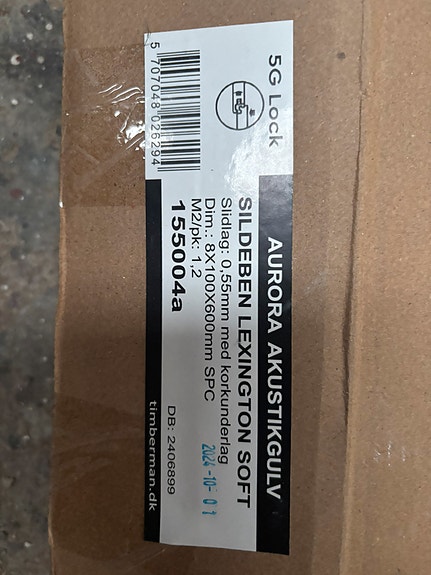 AURORA AKUSTIKGULV
5G Lock
SILDEBEN LEXINGTON SOFT
Slidlag: 0,55mm med korkunderlag
Dim.: 8X100X600mm SPC
M2/pk: 1,2
2024-10-01
155004a
DB: 2406899
timberman.dk
5 707048 026294